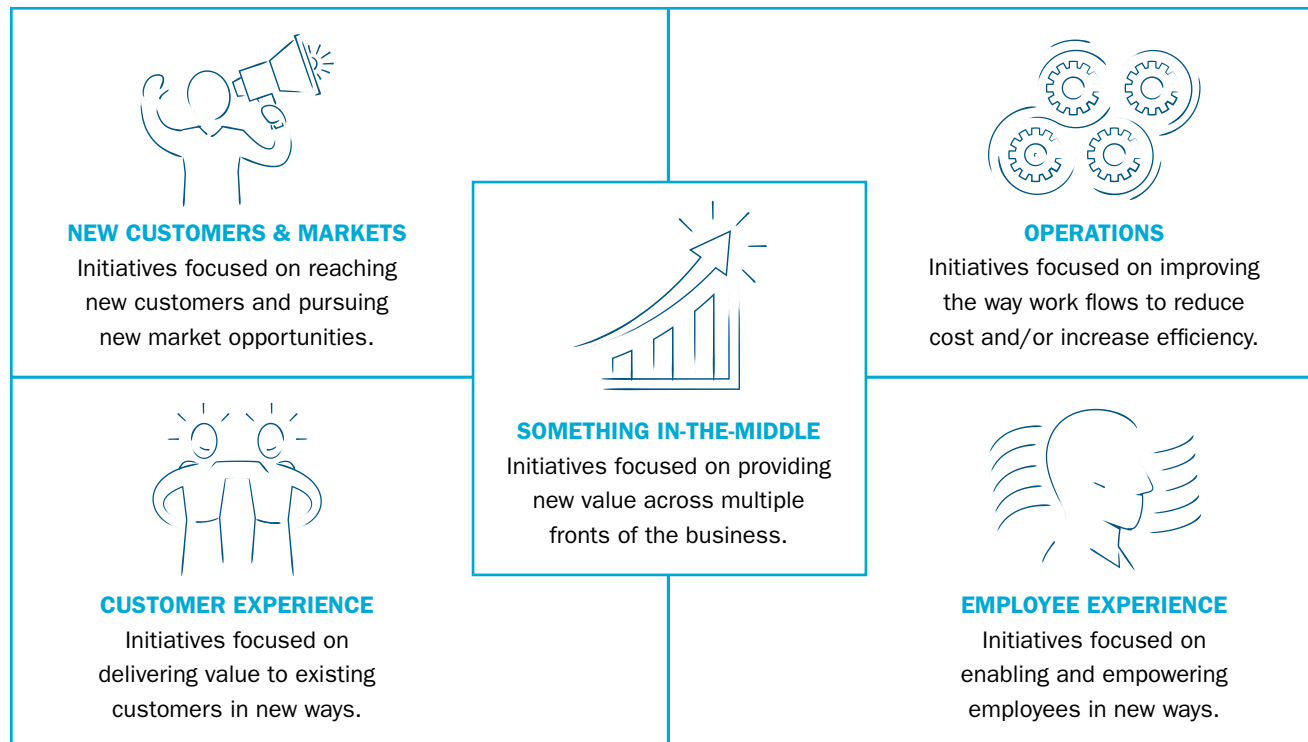 NEW CUSTOMERS & MARKETS
Initiatives focused on reaching
new customers and pursuing
new market opportunities.
OPERATIONS
Initiatives focused on improving
the way work flows to reduce
cost and/or increase efficiency.
SOMETHING IN-THE-MIDDLE
Initiatives focused on providing
new value across multiple
fronts of the business.
CUSTOMER EXPERIENCE
Initiatives focused on
delivering value to existing
customers in new ways.
EMPLOYEE EXPERIENCE
Initiatives focused on
enabling and empowering
employees in new ways.